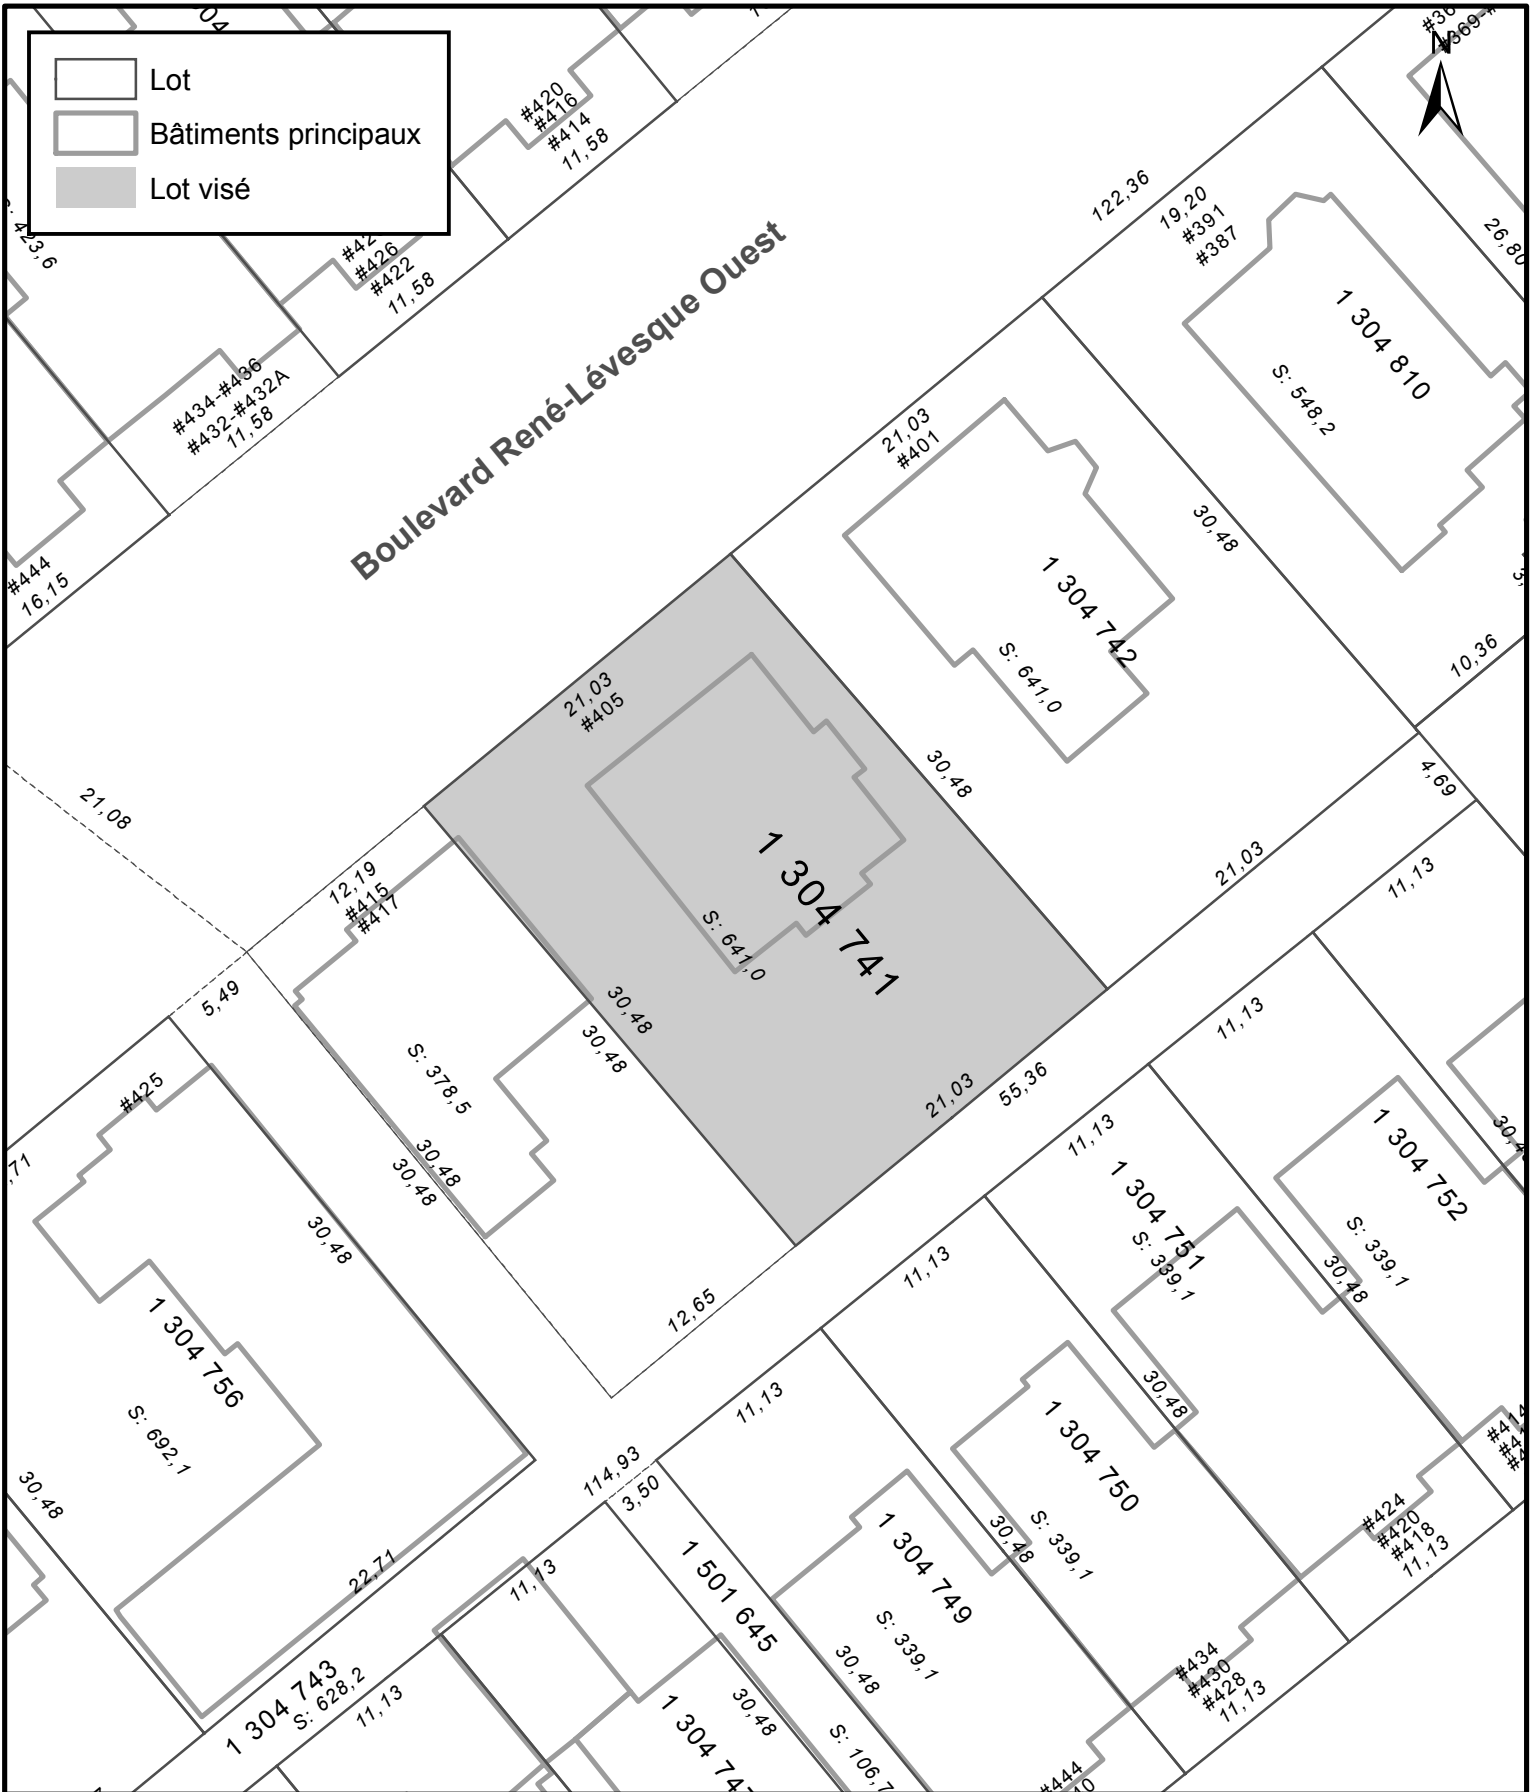 Lot
Bâtiments principaux
Lot visé
N
#420
#416
#414
11,58
#426
#422
11,58
#434-#436
#432-#432A
11,58
#444
16,15
Boulevard René-Lévesque Ouest
122,36
19,20
#391
#387
26,80
1 304 810
S: 548,2
21,03
#401
30,48
1 304 742
S: 641,0
10,36
4,69
21,03
#405
30,48
1 304 741
S: 641,0
21,03
11,13
21,08
12,19
#415
#417
5,49
30,48
30,48
S: 378,5
30,48
30,48
21,03
55,36
11,13
11,13
12,65
#425
30,48
1 304 756
S: 692,1
30,48
22,71
1 304 752
S: 339,1
30,48
1 304 751
S: 339,1
11,13
30,48
1 304 750
S: 339,1
11,13
30,48
1 304 749
S: 339,1
30,48
114,93
3,50
1 501 645
11,13
1 304 743
S: 628,2
11,13
30,48
#424
#420
#418
11,13
#434
#430
#428
11,13
#444